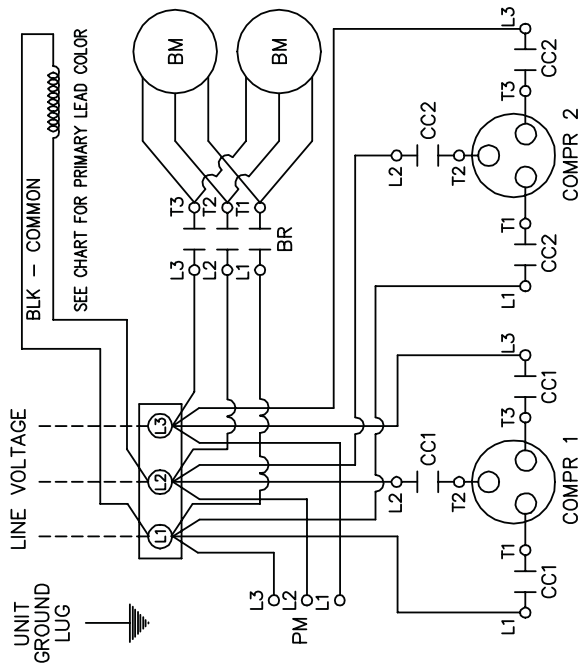 UNIT
GROUND
LUG
LINE VOLTAGE
BLK - COMMON
SEE CHART FOR PRIMARY LEAD COLOR
L1
L2
L3
BM
BM
L3
L2
L1
T3
T2
T1
BR
PM
L3
L2
L1
L1
CC1
T1
L2
CC1
T2
T3
CC1
L3
COMPR 1
L1
CC2
T1
L2
CC2
T2
T3
CC2
L3
COMPR 2